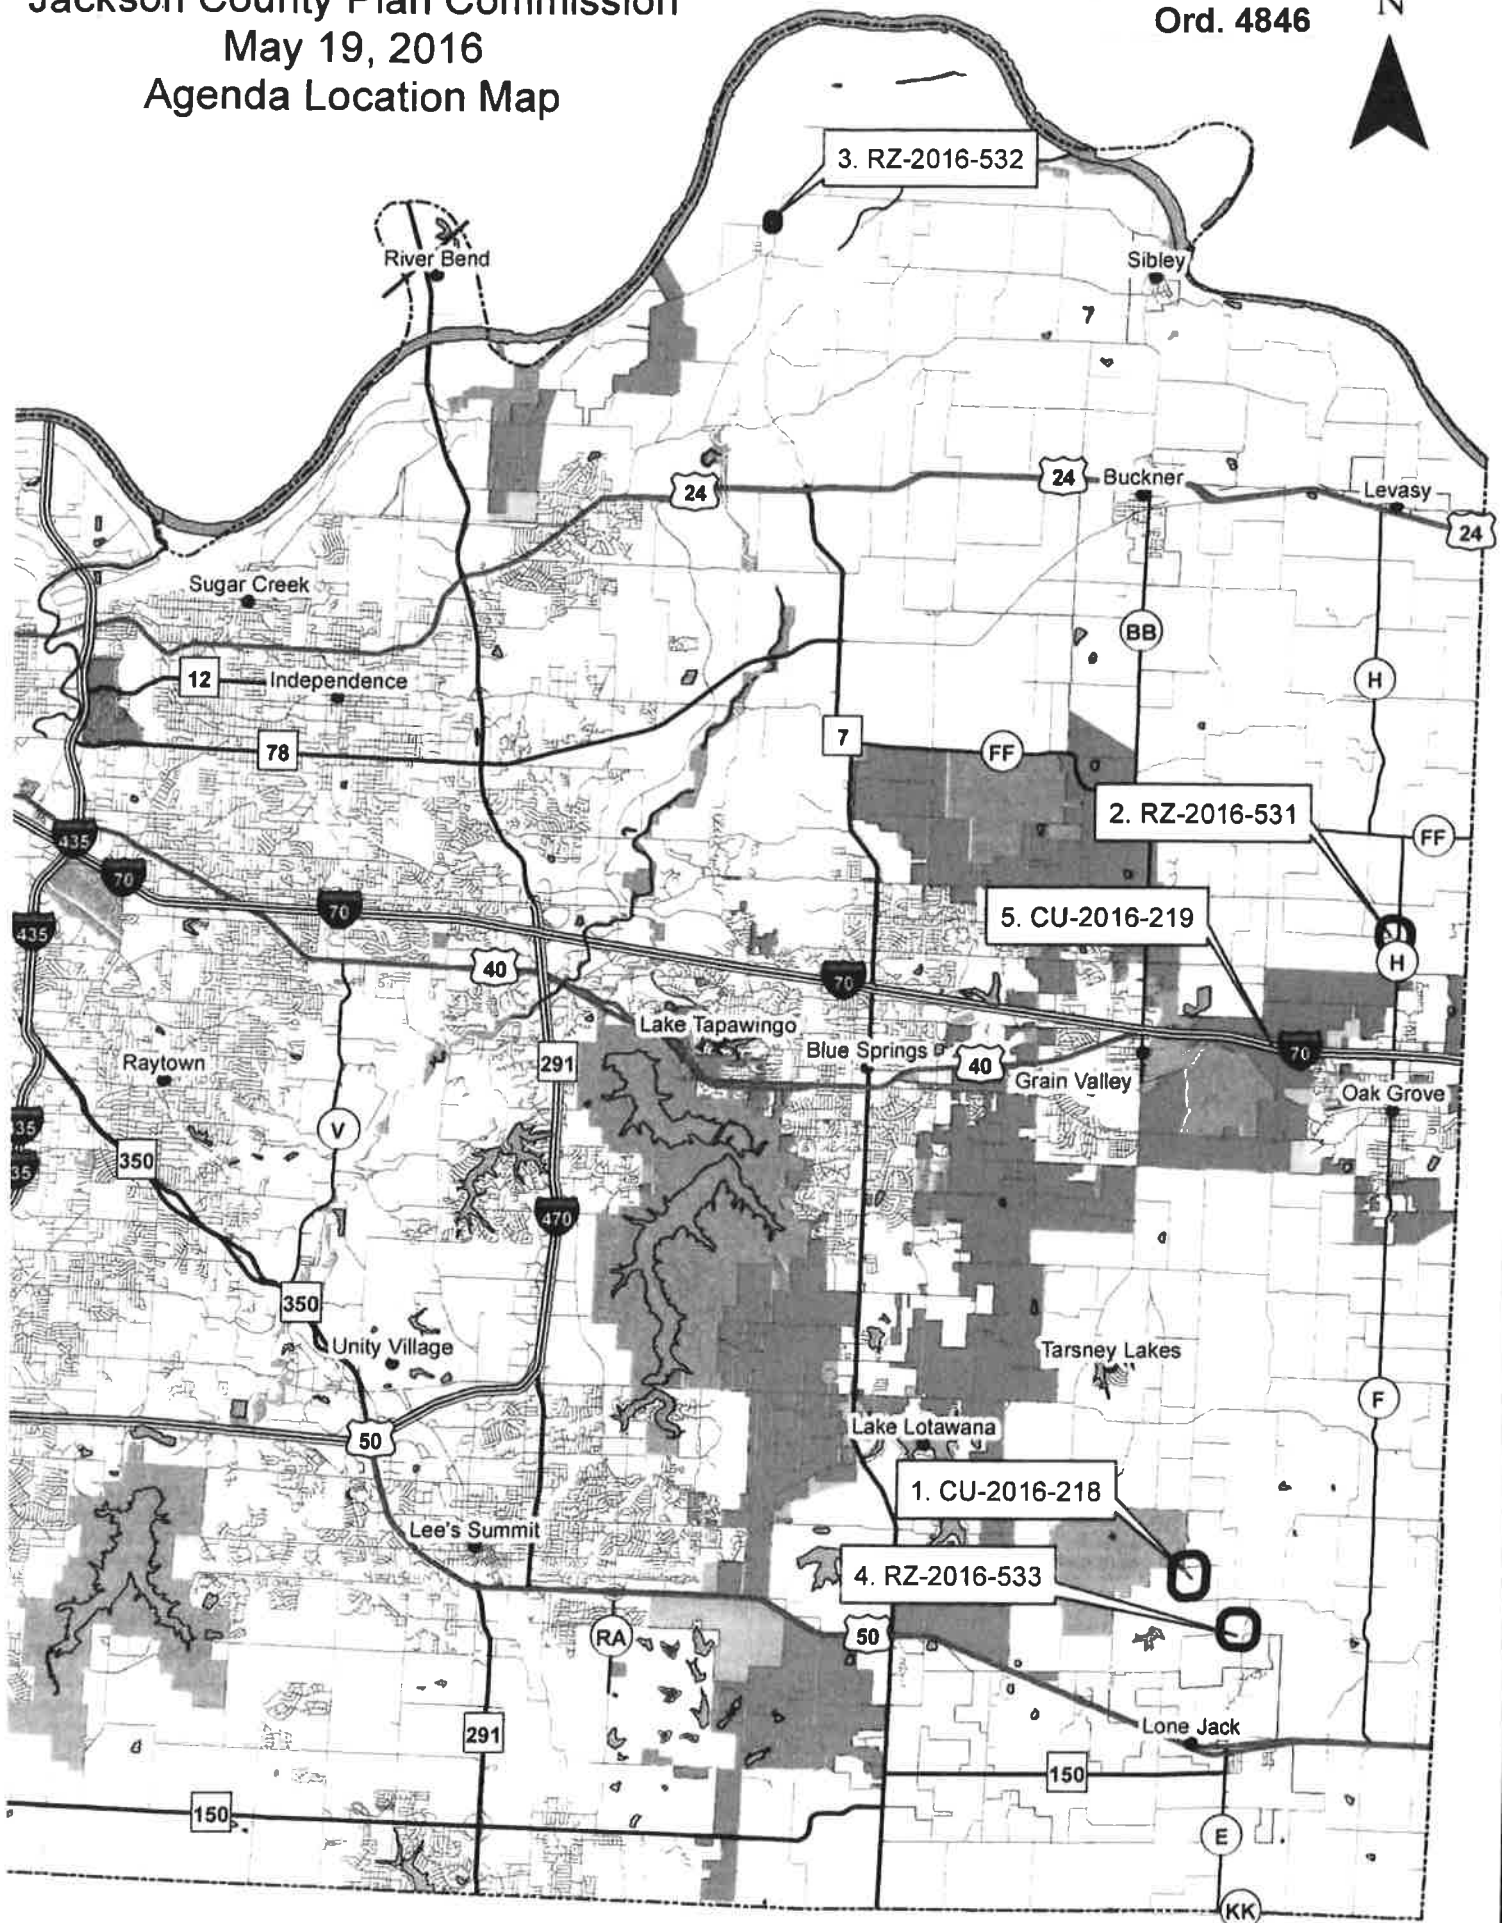 Jackson County Plan Commission
May 19, 2016
Agenda Location Map
Ord. 4846
N
3. RZ-2016-532
River Bend
Sibley
24
24
Buckner
Levasy
24
Sugar Creek
BB
12
Independence
H
78
7
FF
2. RZ-2016-531
FF
435
70
70
5. CU-2016-219
435
40
70
H
Lake Tapawingo
Blue Springs
40
70
Raytown
291
Grain Valley
Oak Grove
35
V
350
35
470
350
Unity Village
Tarsney Lakes
F
50
Lake Lotawana
1. CU-2016-218
Lee's Summit
4. RZ-2016-533
RA
50
291
Lone Jack
150
150
E
KK